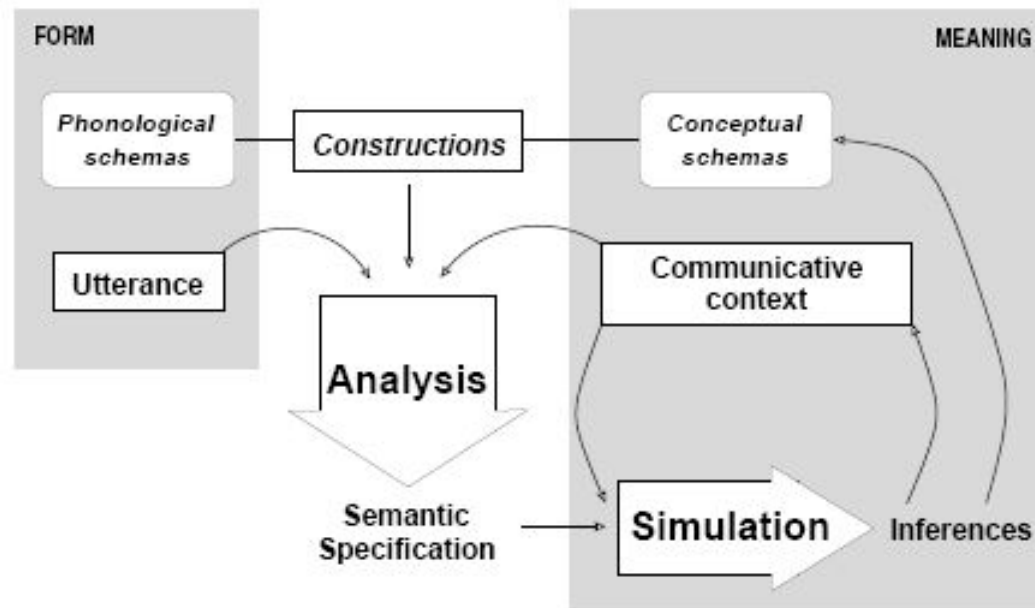 FORM
MEANING
Phonological
schemas
Constructions
Conceptual
schemas
Utterance
Communicative
context
Analysis
Semantic
Specification
Simulation
Inferences